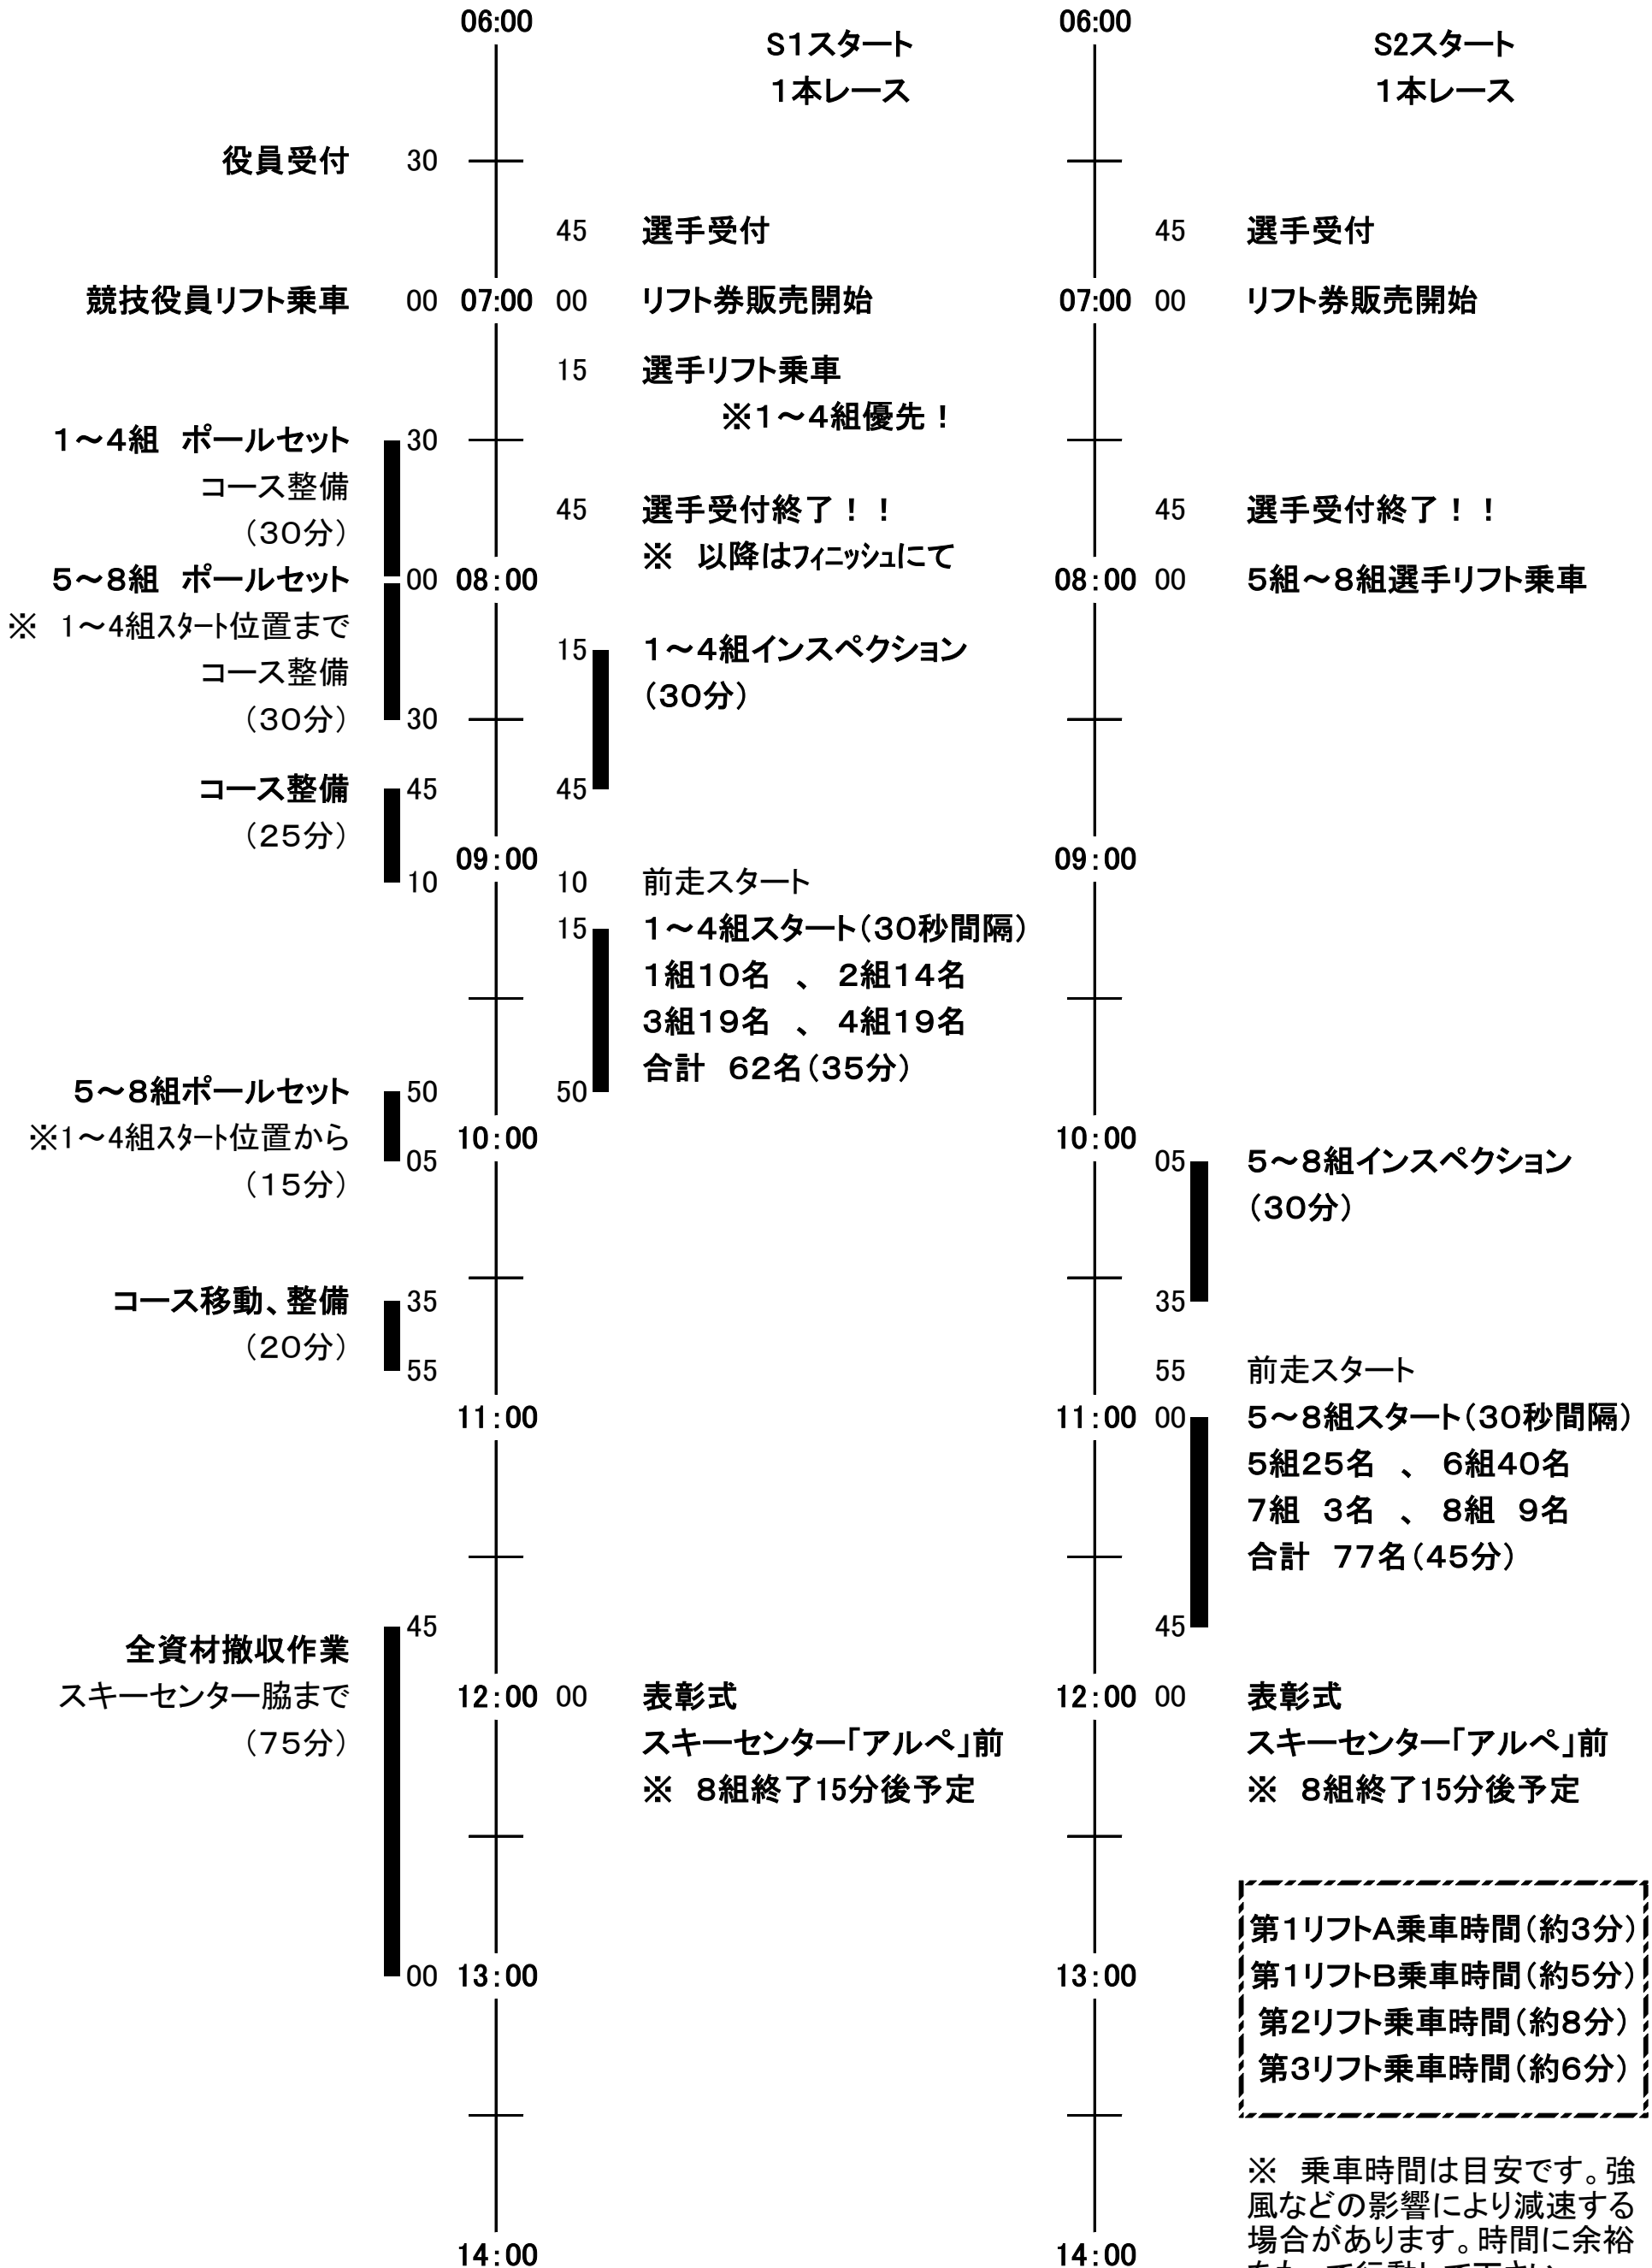 06:00 06:00
S1スタート S2スタート
1本レース 1本レース
役員受付 30
45 選手受付 45 選手受付
競技役員リフト乗車 00 07:00 00 リフト券販売開始 07:00 00 リフト券販売開始
15 選手リフト乗車
※1～4組優先！
1～4組 ポールセット 30
コース整備
45 選手受付終了！！ 45 選手受付終了！！
（30分）
※ 以降はフィニッシュにて
5～8組 ポールセット 00 08:00 08:00 00 5組～8組選手リフト乗車
※ 1～4組スタート位置まで
15 1～4組インスペクション
コース整備
（30分）
（30分） 30
コース整備 45 45
（25分）
09:00 09:00
10 10 前走スタート
15 1～4組スタート（30秒間隔）
1組10名 、 2組14名
3組19名 、 4組19名
合計 62名（35分）
5～8組ポールセット 50 50
※1～4組スタート位置から 10:00 10:00
05 05 5～8組インスペクション
（15分）
（30分）
コース移動、整備 35 35
（20分）
55 55 前走スタート
11:00 11:00 00 5～8組スタート（30秒間隔）
5組25名 、 6組40名
7組 3名 、 8組 9名
合計 77名（45分）
45 45
全資材撤収作業
スキーセンター脇まで 12:00 00 表彰式 12:00 00 表彰式
（75分） スキーセンター「アルペ」前 スキーセンター「アルペ」前
※ 8組終了15分後予定 ※ 8組終了15分後予定
第1リフトA乗車時間（約3分）
00 13:00 13:00 第1リフトB乗車時間（約5分）
第2リフト乗車時間（約8分）
第3リフト乗車時間（約6分）
※ 乗車時間は目安です。強
風などの影響により減速する
場合があります。時間に余裕
14:00 14:00